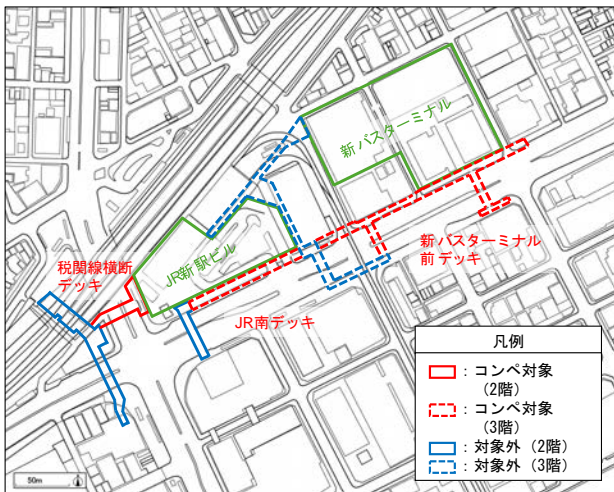 新バスターミナル
JR新駅ビル
税関線横断
デッキ
新バスターミナル
前デッキ
JR南デッキ
凡例
：コンペ対象
（2階）
：コンペ対象
（3階）
：対象外（2階）
：対象外（3階）
50m